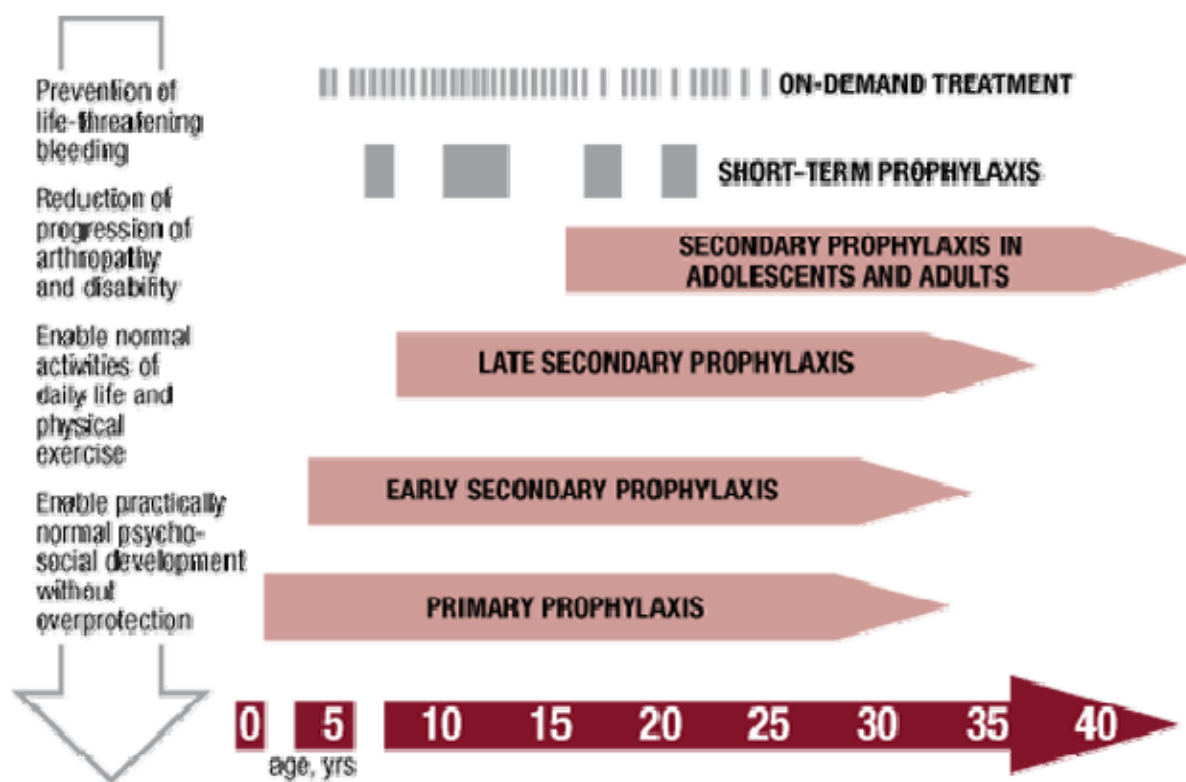 Prevention of
life-threatening
bleeding
Reduction of
progression of
arthropathy
and disability
Enable normal
activities of
daily life and
physical
exercise
Enable practically
normal psycho-
social development
without
overprotection
ON-DEMAND TREATMENT
SHORT-TERM PROPHYLAXIS
SECONDARY PROPHYLAXIS IN
ADOLESCENTS AND ADULTS
LATE SECONDARY PROPHYLAXIS
EARLY SECONDARY PROPHYLAXIS
PRIMARY PROPHYLAXIS
0 5 10 15 20 25 30 35 40
age, yrs